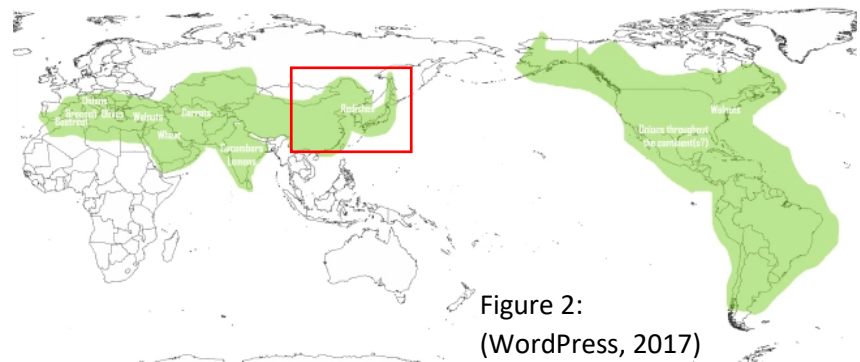 Onions
Broccoli Olives
Beetroot
Walnuts
Wheat
Carrots
Cucumbers
Lemons
Radishes
Walnuts
Onions throughout
the continent(s?)
Figure 2:
(WordPress, 2017)